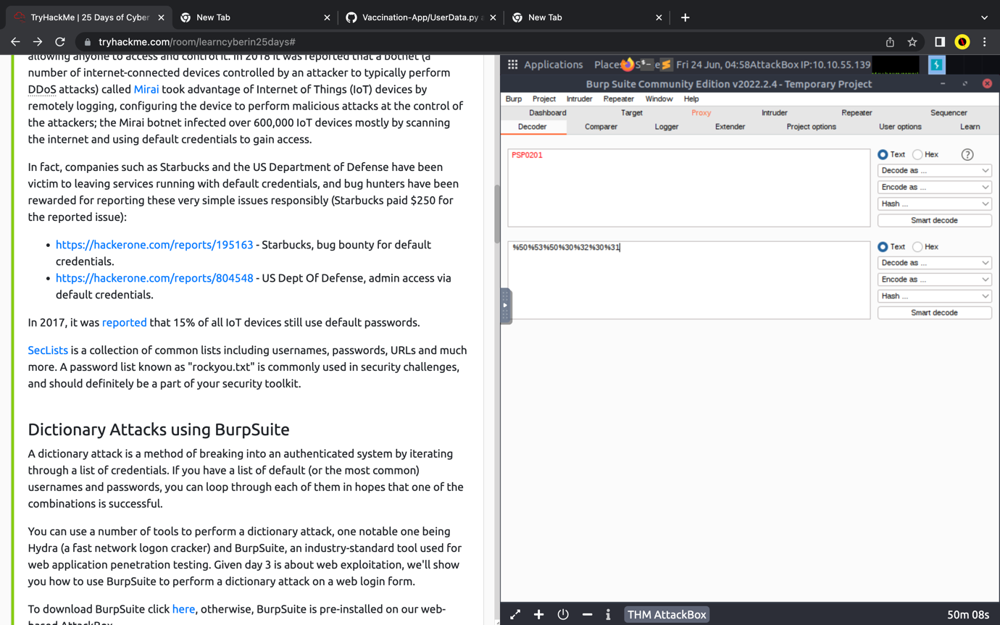 TryHackMe | 25 Days of Cyber
New Tab
Vaccination-App/UserData.py a
New Tab
tryhackme.com/room/learncyberin25days#
allowing anyone to access and control it. In 2018 it was reported that a botnet (a
number of internet-connected devices controlled by an attacker to typically perform
DDoS attacks) called Mirai took advantage of Internet of Things (IoT) devices by
remotely logging, configuring the device to perform malicious attacks at the control of
the attackers; the Mirai botnet infected over 600,000 IoT devices mostly by scanning
the internet and using default credentials to gain access.
In fact, companies such as Starbucks and the US Department of Defense have been
victim to leaving services running with default credentials, and bug hunters have been
rewarded for reporting these very simple issues responsibly (Starbucks paid $250 for
the reported issue):
• https://hackerone.com/reports/195163 - Starbucks, bug bounty for default
credentials.
• https://hackerone.com/reports/804548 - US Dept Of Defense, admin access via
default credentials.
In 2017, it was reported that 15% of all IoT devices still use default passwords.
SecLists is a collection of common lists including usernames, passwords, URLs and much
more. A password list known as "rockyou.txt" is commonly used in security challenges,
and should definitely be a part of your security toolkit.
Dictionary Attacks using BurpSuite
A dictionary attack is a method of breaking into an authenticated system by iterating
through a list of credentials. If you have a list of default (or the most common)
usernames and passwords, you can loop through each of them in hopes that one of the
combinations is successful.
You can use a number of tools to perform a dictionary attack, one notable one being
Hydra (a fast network logon cracker) and BurpSuite, an industry-standard tool used for
web application penetration testing. Given day 3 is about web exploitation, we'll show
you how to use BurpSuite to perform a dictionary attack on a web login form.
To download BurpSuite click here, otherwise, BurpSuite is pre-installed on our web-
based AttackBox.
Applications Place S e Fri 24 Jun, 04:58 AttackBox IP:10.10.55.139
Burp Suite Community Edition v2022.2.4 - Temporary Project
Burp Project Intruder Repeater Window Help
Dashboard Target Proxy Intruder Repeater Sequencer
Decoder Comparer Logger Extender Project options User options Learn
PSP0201
Text Hex ?
Decode as ...
Encode as ...
Hash ...
Smart decode
%50%53%50%30%32%30%31
Text Hex
Decode as ...
Encode as ...
Hash ...
Smart decode
THM AttackBox
50m 08s